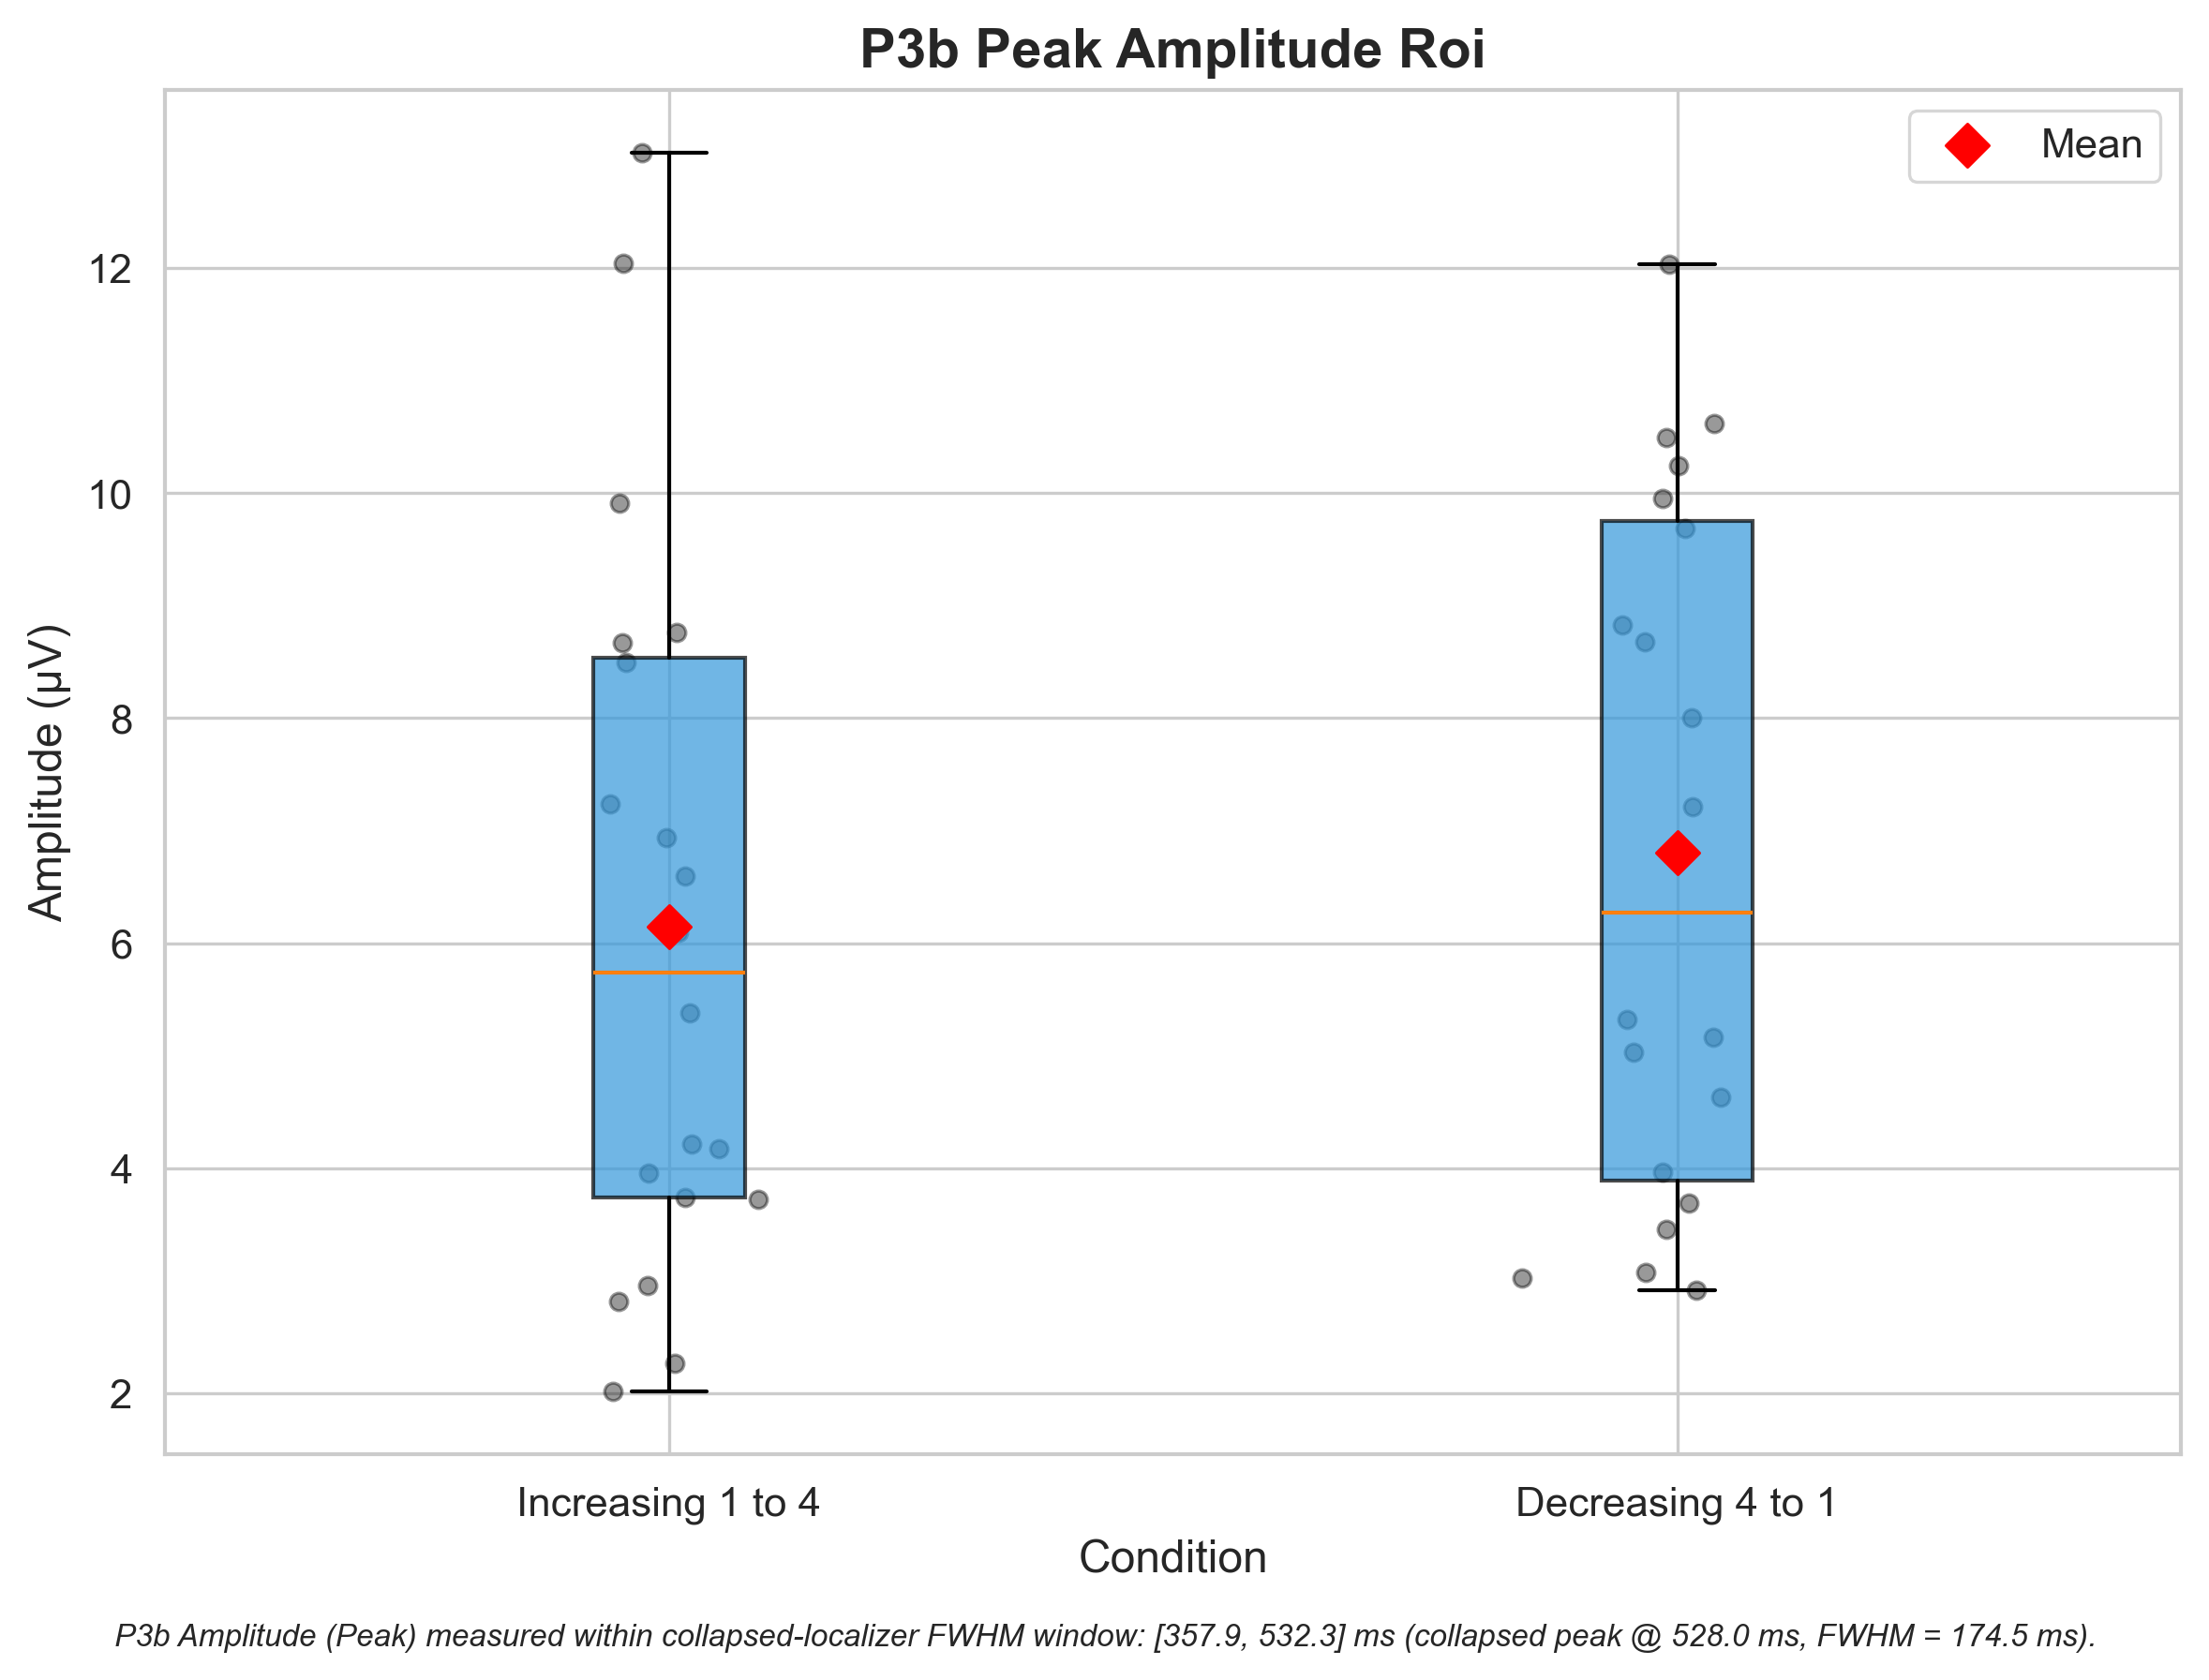 P3b Peak Amplitude Roi
Mean
Amplitude (µV)
12
10
8
6
4
2
Increasing 1 to 4
Decreasing 4 to 1
Condition
P3b Amplitude (Peak) measured within collapsed-localizer FWHM window: [357.9, 532.3] ms (collapsed peak @ 528.0 ms, FWHM = 174.5 ms).